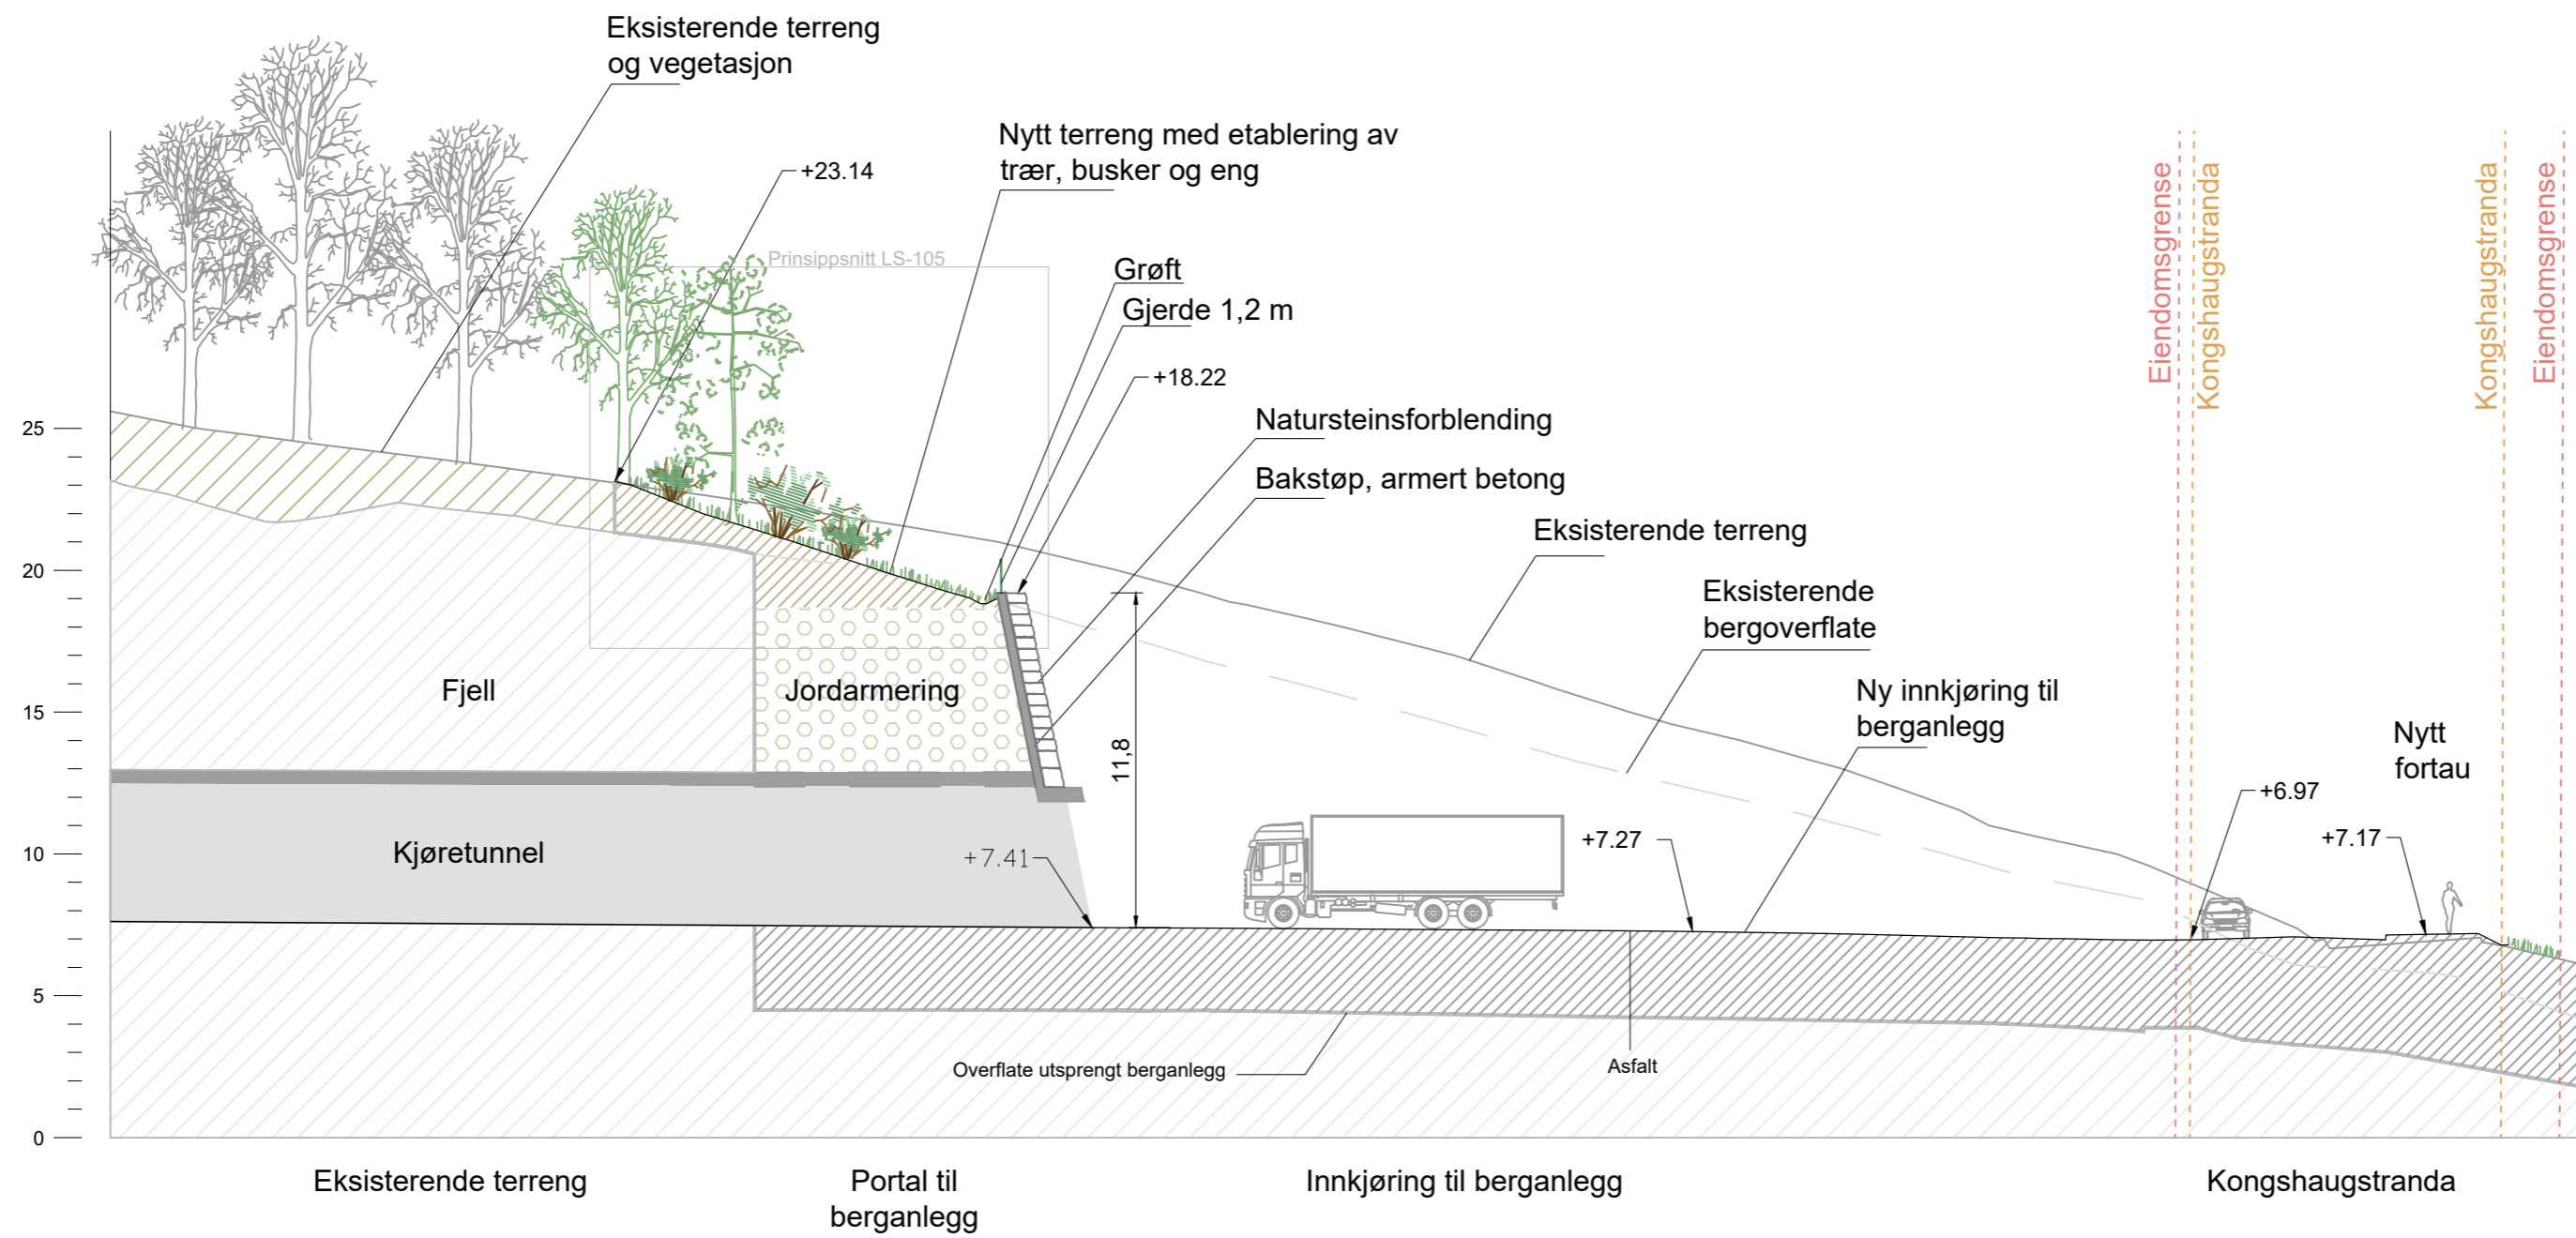 Eksisterende terreng
og vegetasjon
Nytt terreng med etablering av
trær, busker og eng
+23.14
Prinsippsnitt LS-105
Grøft
Gjerde 1,2 m
+18.22
Natursteinsforblending
Bakstøp, armert betong
Eksisterende terreng
Eksisterende
bergoverflate
Ny innkjøring til
berganlegg
Nytt
fortau
+6.97
+7.17
+7.27
+7.41
11,8
Eiendomsgrense
Kongshaugstranda
Kongshaugstranda
Eiendomsgrense
25
20
15
10
5
0
Fjell
Jordarmering
Kjøretunnel
Overflate utsprengt berganlegg
Asfalt
Eksisterende terreng
Portal til
berganlegg
Innkjøring til berganlegg
Kongshaugstranda